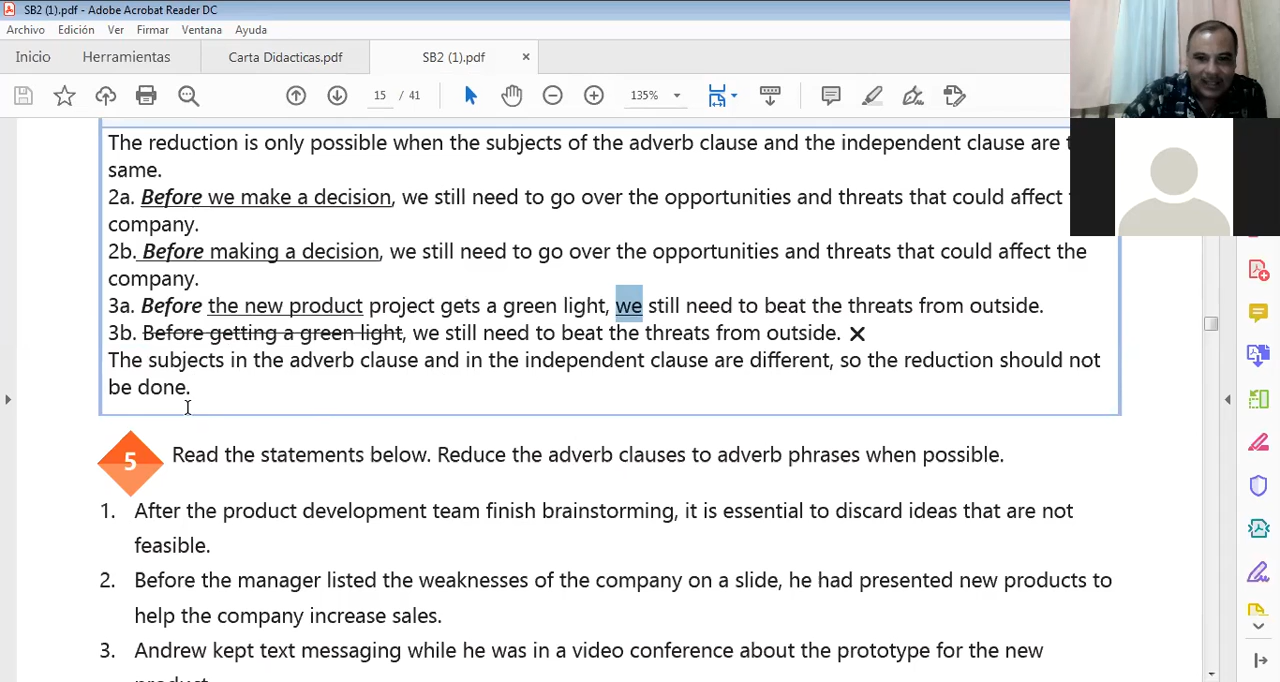 SB2 (1).pdf - Adobe Acrobat Reader DC
Archivo Edición Ver Firmar Ventana Ayuda
Inicio Herramientas Carta Didacticas.pdf SB2 (1).pdf ×
15 / 41 135%
The reduction is only possible when the subjects of the adverb clause and the independent clause are
same.
2a. Before we make a decision, we still need to go over the opportunities and threats that could affect
company.
2b. Before making a decision, we still need to go over the opportunities and threats that could affect the
company.
3a. Before the new product project gets a green light, we still need to beat the threats from outside.
3b. Before getting a green light, we still need to beat the threats from outside. ✕
The subjects in the adverb clause and in the independent clause are different, so the reduction should not
be done.
5 Read the statements below. Reduce the adverb clauses to adverb phrases when possible.
1. After the product development team finish brainstorming, it is essential to discard ideas that are not
feasible.
2. Before the manager listed the weaknesses of the company on a slide, he had presented new products to
help the company increase sales.
3. Andrew kept text messaging while he was in a video conference about the prototype for the new
product.